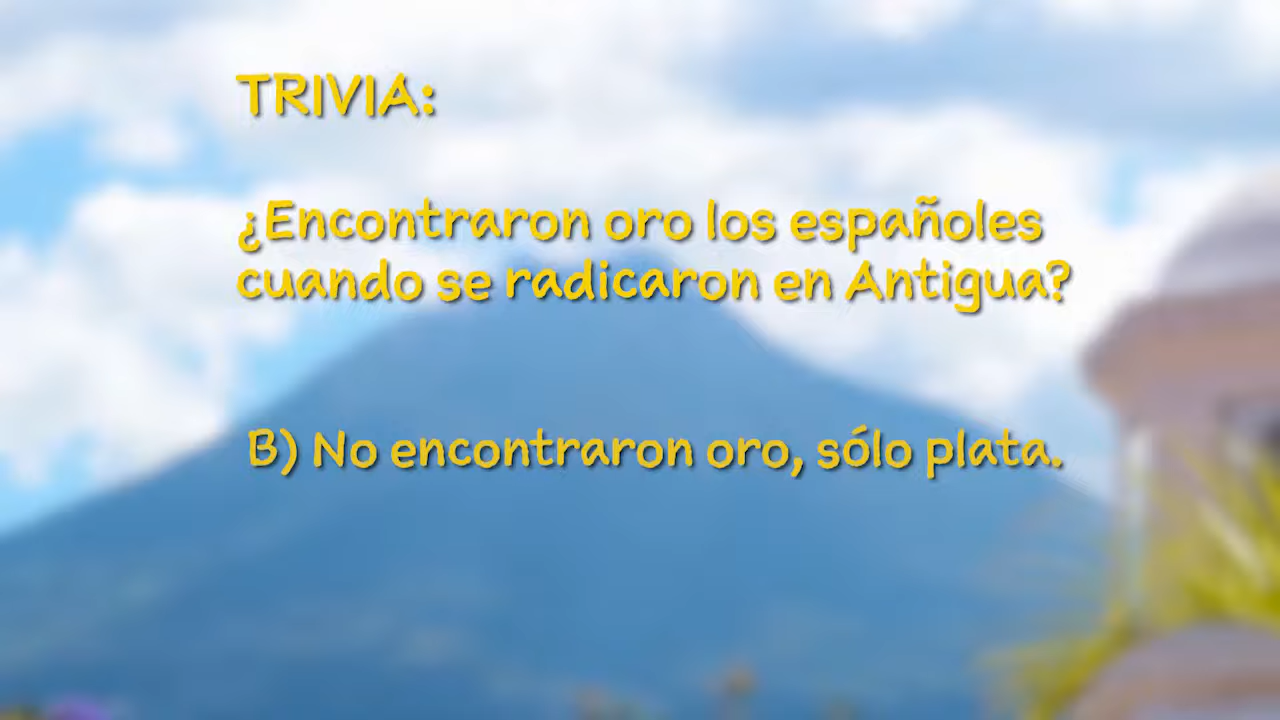 TRIVIA:
¿Encontraron oro los españoles
cuando se radicaron en Antigua?
B) No encontraron oro, sólo plata.